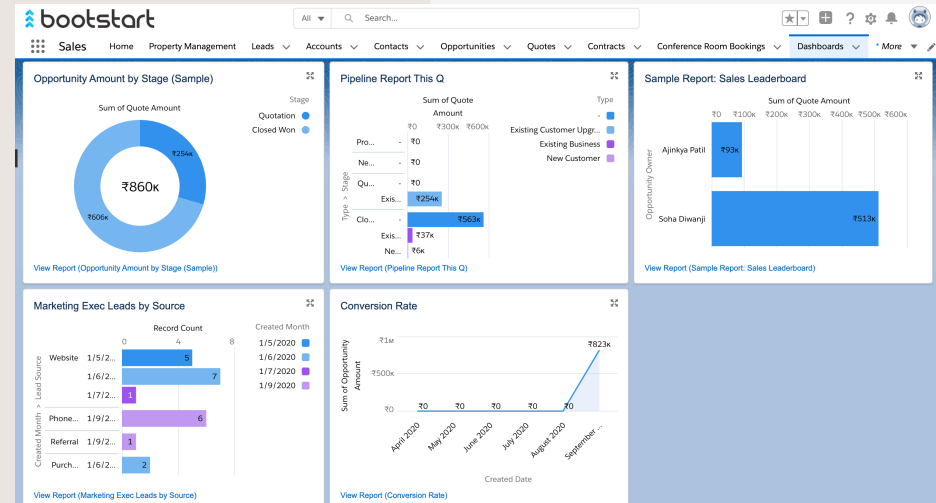 bootstart
All
Search...
Sales
Home
Property Management
Leads
Accounts
Contacts
Opportunities
Quotes
Contracts
Conference Room Bookings
Dashboards
* More
Opportunity Amount by Stage (Sample)
Sum of Quote Amount
Stage
Quotation
Closed Won
₹254K
₹860K
₹606K
View Report (Opportunity Amount by Stage (Sample))
Pipeline Report This Q
Sum of Quote
Amount
Type
₹0 ₹300K ₹600K
-
Existing Customer Upgr...
Existing Business
New Customer
Type > Stage
Pro... - ₹0
Ne... - ₹0
Qu... - ₹0
Exis... ₹254K
Clo... - ₹563K
Exis... ₹37K
Ne... ₹6K
View Report (Pipeline Report This Q)
Sample Report: Sales Leaderboard
Sum of Quote Amount
₹0 ₹100K ₹200K ₹300K ₹400K ₹500K ₹600K
Opportunity Owner
Ajinkya Patil ₹93K
Soha Diwanji ₹513K
View Report (Sample Report: Sales Leaderboard)
Marketing Exec Leads by Source
Record Count
0 4 8
Created Month
1/5/2020
1/6/2020
1/7/2020
1/9/2020
Created Month > Lead Source
Website 1/5/2... 5
1/6/2... 7
1/7/2... 1
Phone... 1/9/2... 6
Referral 1/9/2... 1
Purch... 1/6/2... 2
View Report (Marketing Exec Leads by Source)
Conversion Rate
Sum of Opportunity
Amount
₹1M
₹500K
₹0
₹0 ₹0 ₹0 ₹0 ₹0 ₹823K
April 2020
May 2020
June 2020
July 2020
August 2020
September ...
Created Date
View Report (Conversion Rate)